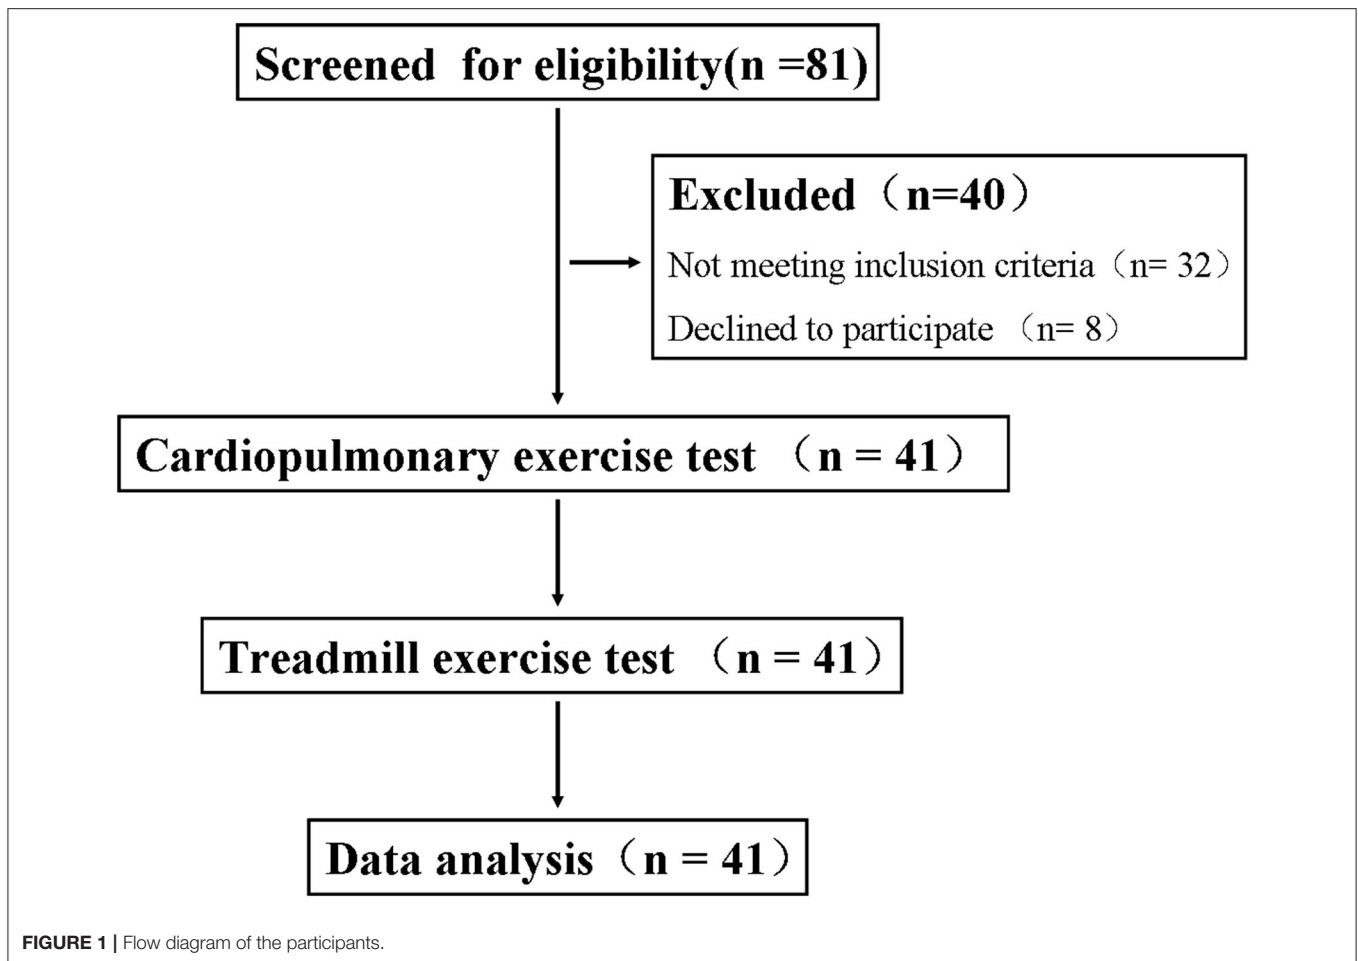 Screened  for eligibility(n =81)
Excluded（n=40）
Not meeting inclusion criteria（n= 32）
Declined to participate （n= 8）
Cardiopulmonary exercise test （n = 41）
Treadmill exercise test （n = 41）
Data analysis（n = 41）
FIGURE 1 | Flow diagram of the participants.